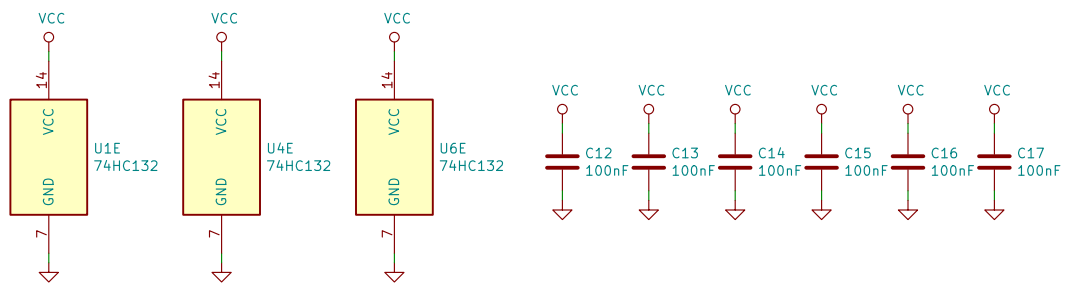 VCC
14
VCC
GND
7
U1E
74HC132
VCC
14
VCC
GND
7
U4E
74HC132
VCC
14
VCC
GND
7
U6E
74HC132
VCC
C12
100nF
VCC
C13
100nF
VCC
C14
100nF
VCC
C15
100nF
VCC
C16
100nF
VCC
C17
100nF